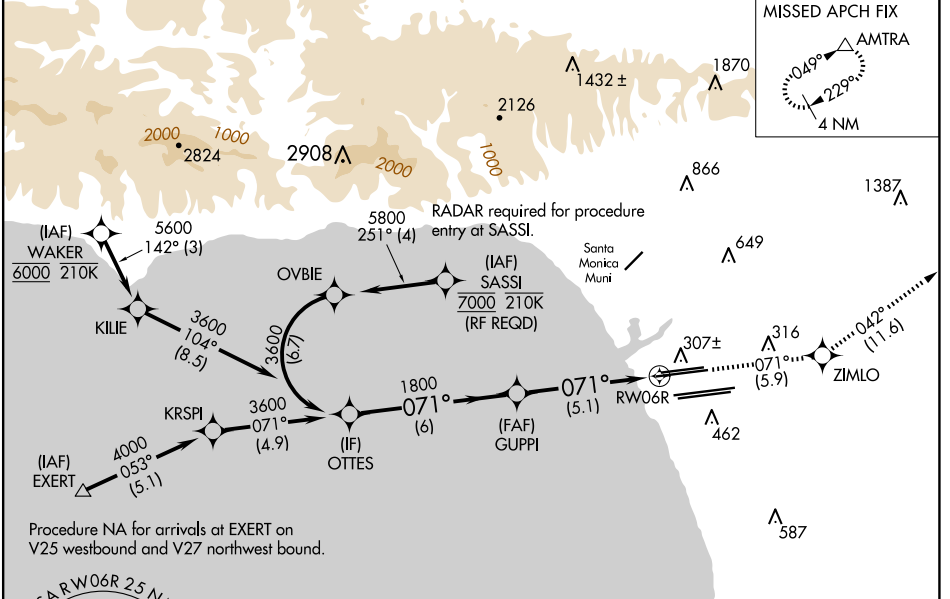 MISSED APCH FIX
AMTRA
049°
229°
4 NM
1432 ±
1870
2126
2000
1000
2824
2908
2000
1000
866
1387
5800
251° (4)
RADAR required for procedure
entry at SASSI.
(IAF)
WAKER
6000 210K
5600
142° (3)
Santa
Monica
Muni
649
OVBIE
(IAF)
SASSI
7000 210K
(RF REQD)
KILIE
3600
104°
(8.5)
3600
(6.7)
307±
316
042°
(11.6)
071°
(5.9)
ZIMLO
RW06R
1800
071°
(6)
071°
(5.1)
KRSPI
3600
071°
(4.9)
(IF)
OTTES
(FAF)
GUPPI
462
(IAF)
EXERT
4000
053°
(5.1)
587
Procedure NA for arrivals at EXERT on
V25 westbound and V27 northwest bound.
RW06R 25